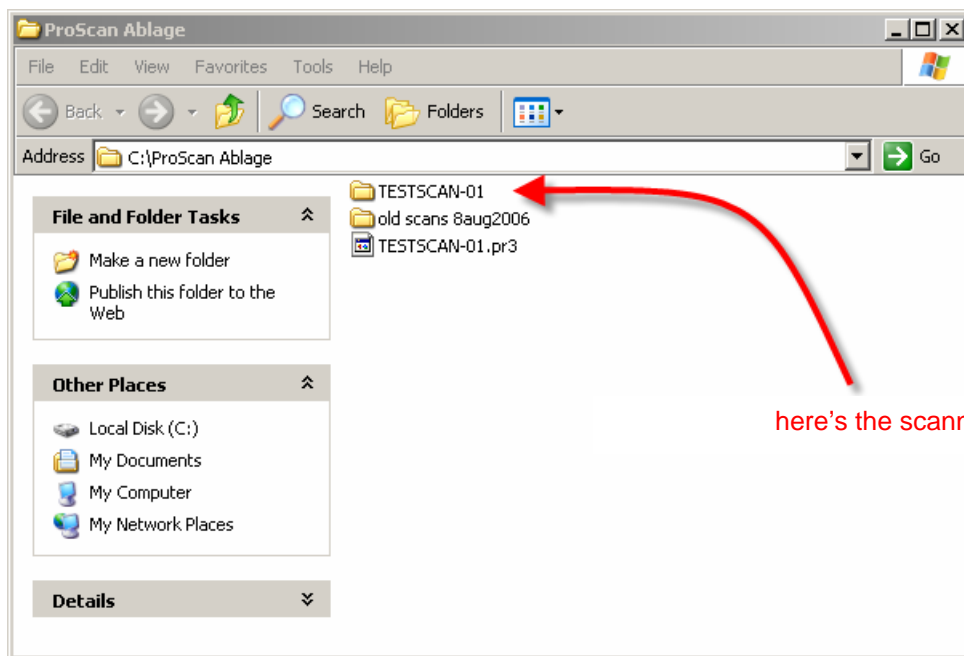 ProScan Ablage
File Edit View Favorites Tools Help
Back Search Folders
Address C:\ProScan Ablage Go
File and Folder Tasks
Make a new folder
Publish this folder to the
Web
Other Places
Local Disk (C:)
My Documents
My Computer
My Network Places
Details
TESTSCAN-01
old scans 8aug2006
TESTSCAN-01.pr3
here's the